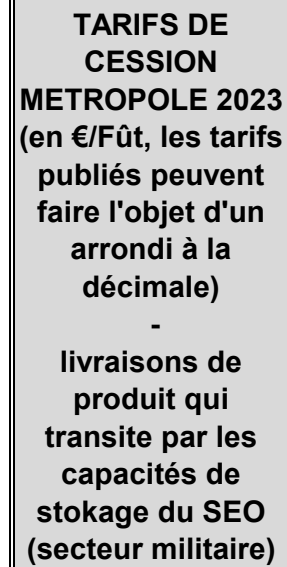 TARIFS DE
CESSION
METROPOLE 2023
(en €/Fût, les tarifs
publiés peuvent
faire l'objet d'un
arrondi à la
décimale)
-
livraisons de
produit qui
transite par les
capacités de
stokage du SEO
(secteur militaire)